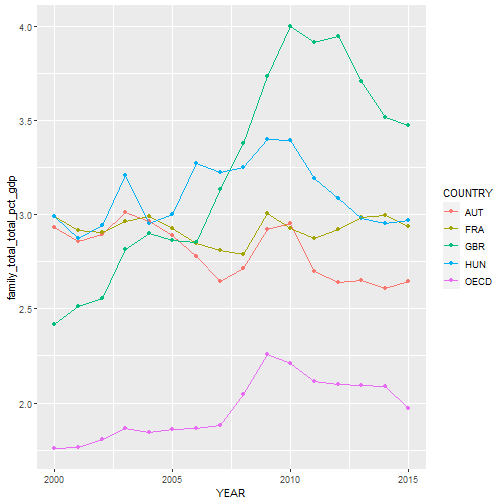 4.0
3.5
3.0
2.5
2.0
family_total_total_pct_gdp
2000
2005
2010
2015
YEAR
COUNTRY
AUT
FRA
GBR
HUN
OECD